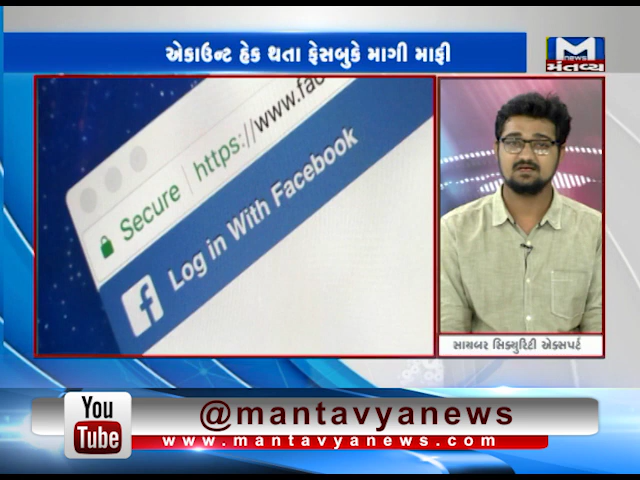 એકાઉન્ટ હેક થતા ફેસબુકે માગી માફી
M
news
મંતવ્ય
Secure
https://www.fac
Log in With Facebook
f
સાયબર સિક્યુરિટી એક્સપર્ટ
You
Tube
@mantavyanews
www.mantavyanews.com